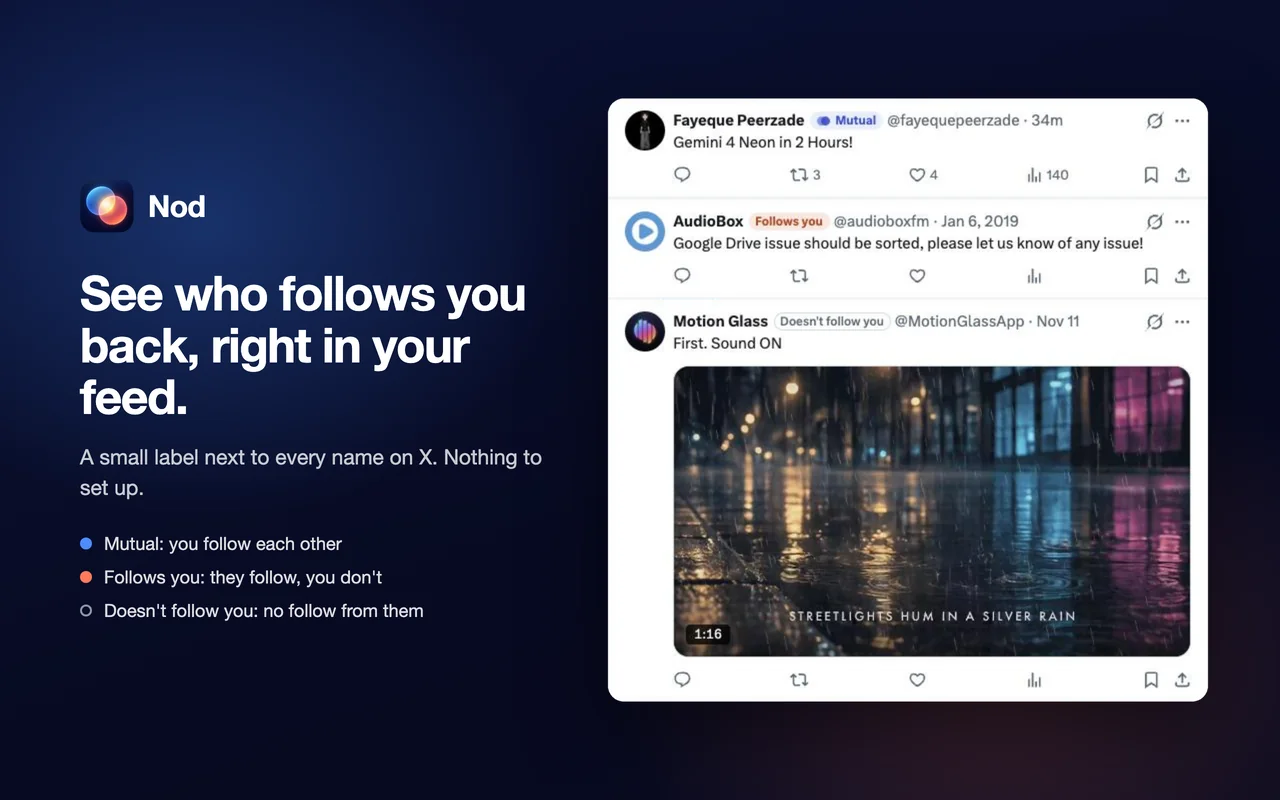 Nod
See who follows you
back, right in your
feed.
A small label next to every name on X. Nothing to
set up.
Mutual: you follow each other
Follows you: they follow, you don't
Doesn't follow you: no follow from them
Fayeque Peerzade Mutual @fayequepeerzade · 34m
Gemini 4 Neon in 2 Hours!
3 4 140
AudioBox Follows you @audioboxfm · Jan 6, 2019
Google Drive issue should be sorted, please let us know of any issue!
Motion Glass Doesn't follow you @MotionGlassApp · Nov 11
First. Sound ON
STREETLIGHTS HUM IN A SILVER RAIN
1:16